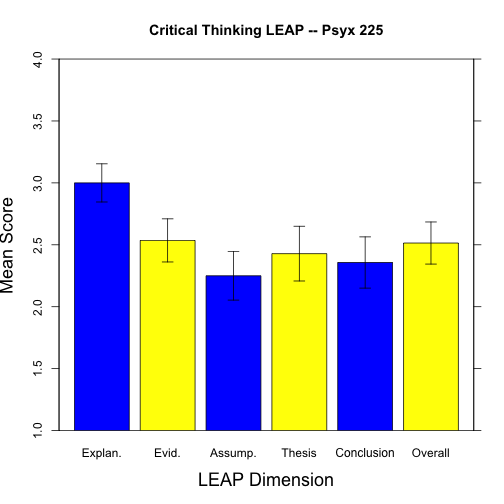 Critical Thinking LEAP -- Psyx 225
Mean Score
4.0
3.5
3.0
2.5
2.0
1.5
1.0
Explan. Evid. Assump. Thesis Conclusion Overall
LEAP Dimension